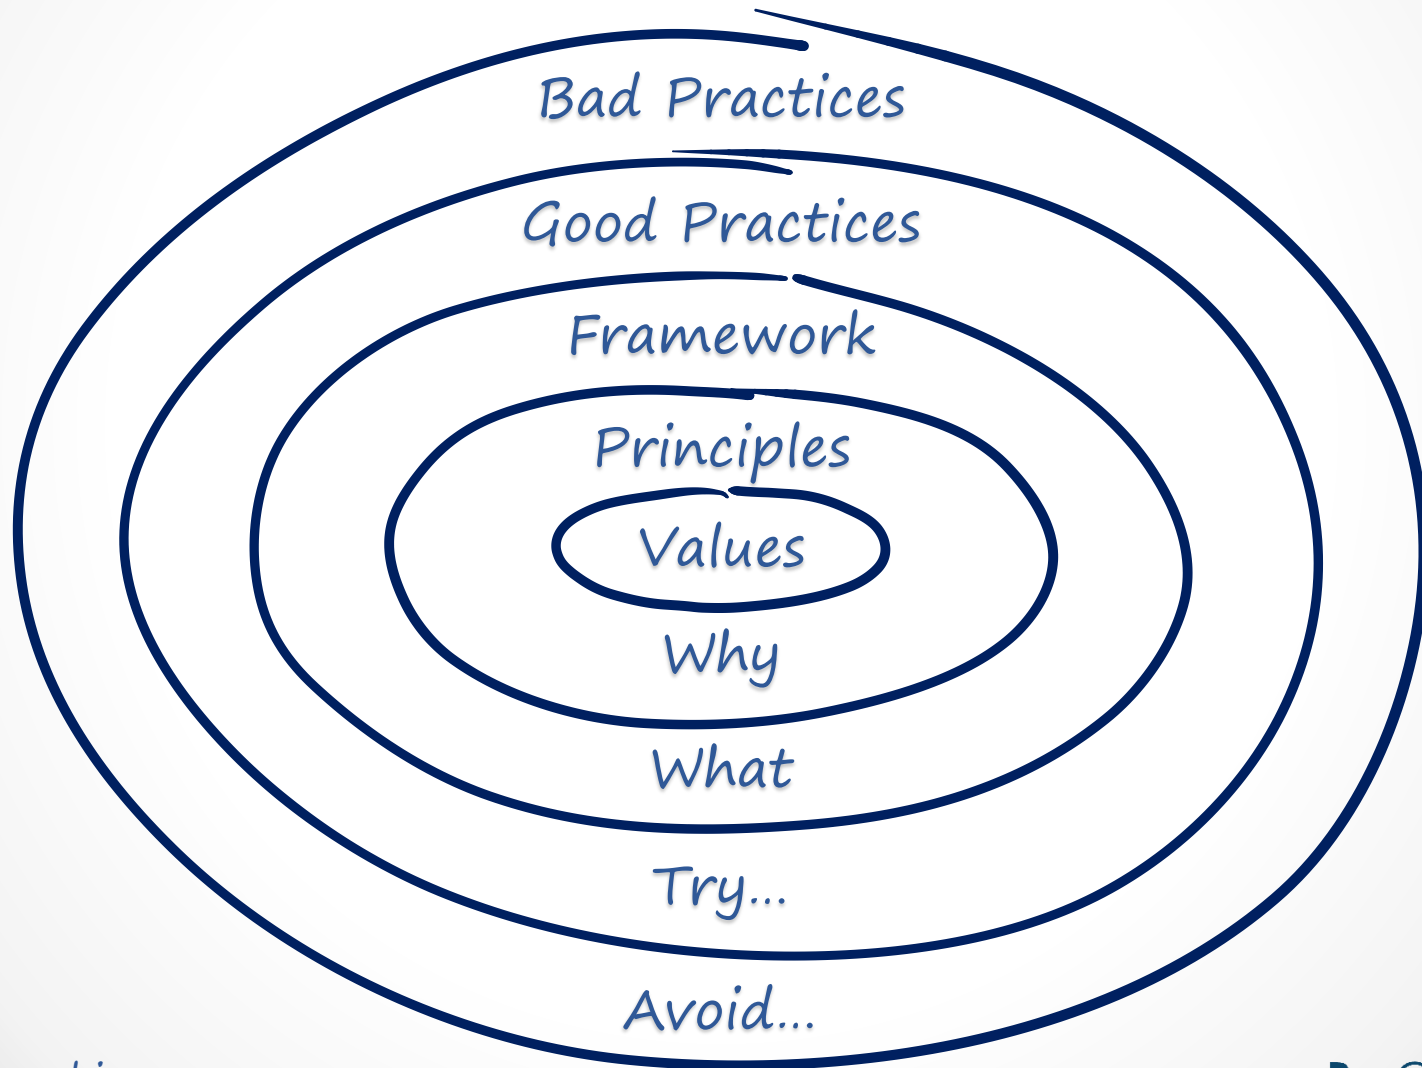 Bad Practices
Good Practices
Framework
Principles
Values
Why
What
Try...
Avoid...